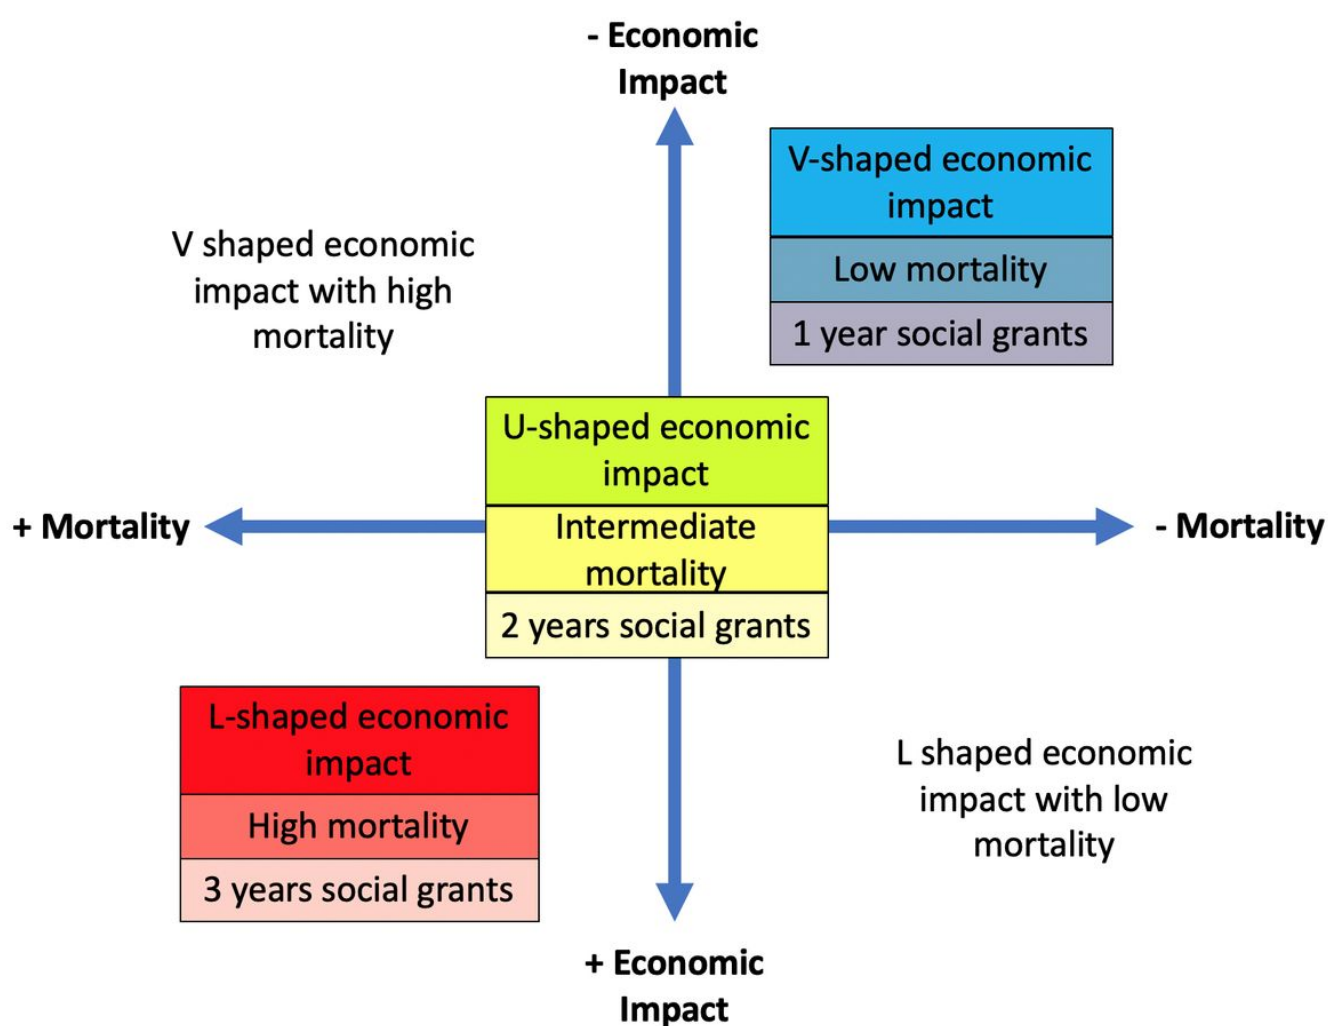 - Economic
Impact
V-shaped economic
impact
Low mortality
1 year social grants
V shaped economic
impact with high
mortality
U-shaped economic
impact
Intermediate
mortality
2 years social grants
+ Mortality
- Mortality
L-shaped economic
impact
High mortality
3 years social grants
L shaped economic
impact with low
mortality
+ Economic
Impact